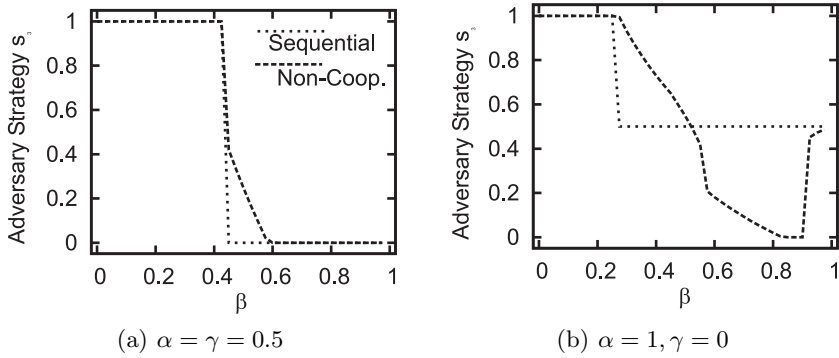 Adversary Strategy s
1
0.8
0.6
0.4
0.2
0
Sequential
Non-Coop.
0 0.2 0.4 0.6 0.8 1
β
(a) α = γ = 0.5
Adversary Strategy s
1
0.8
0.6
0.4
0.2
0
0 0.2 0.4 0.6 0.8 1
β
(b) α = 1, γ = 0